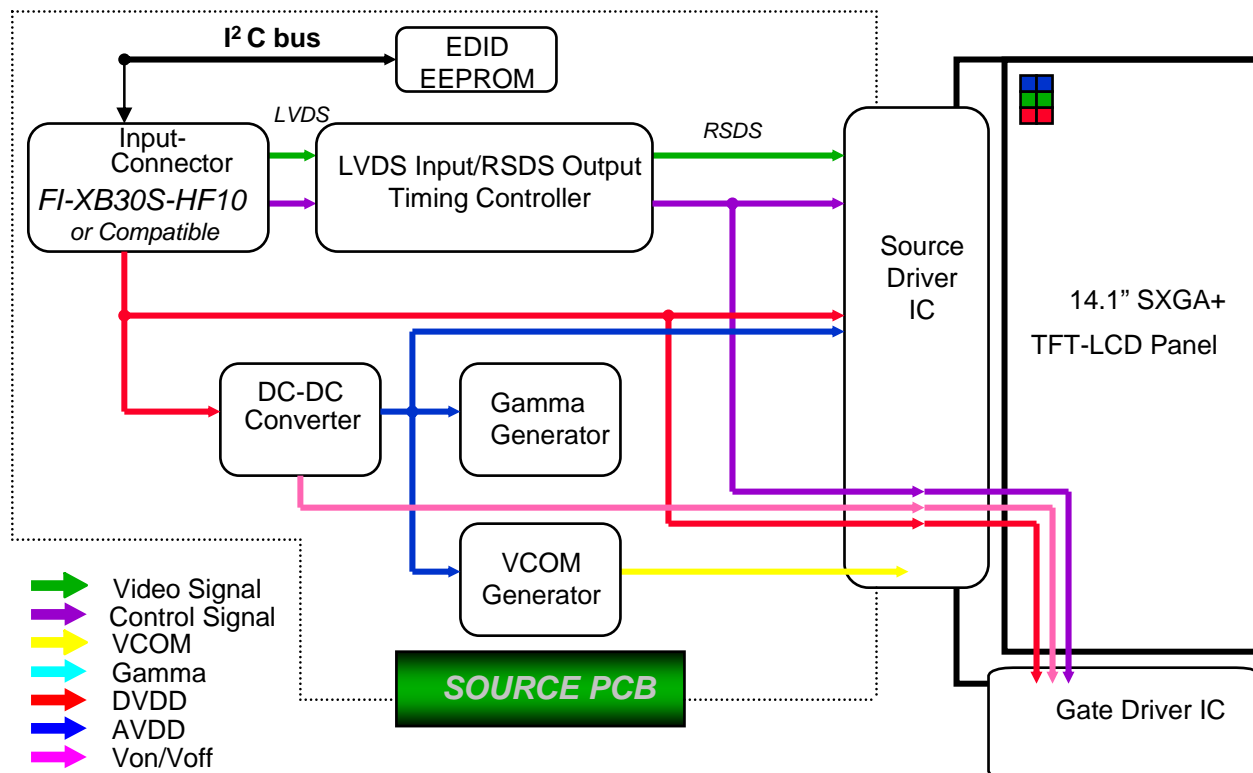 I² C bus
EDID
EEPROM
LVDS
RSDS
Input-
Connector
FI-XB30S-HF10
or Compatible
LVDS Input/RSDS Output
Timing Controller
Source
Driver
IC
14.1” SXGA+
TFT-LCD Panel
DC-DC
Converter
Gamma
Generator
VCOM
Generator
Video Signal
Control Signal
VCOM
Gamma
DVDD
AVDD
Von/Voff
SOURCE PCB
Gate Driver IC